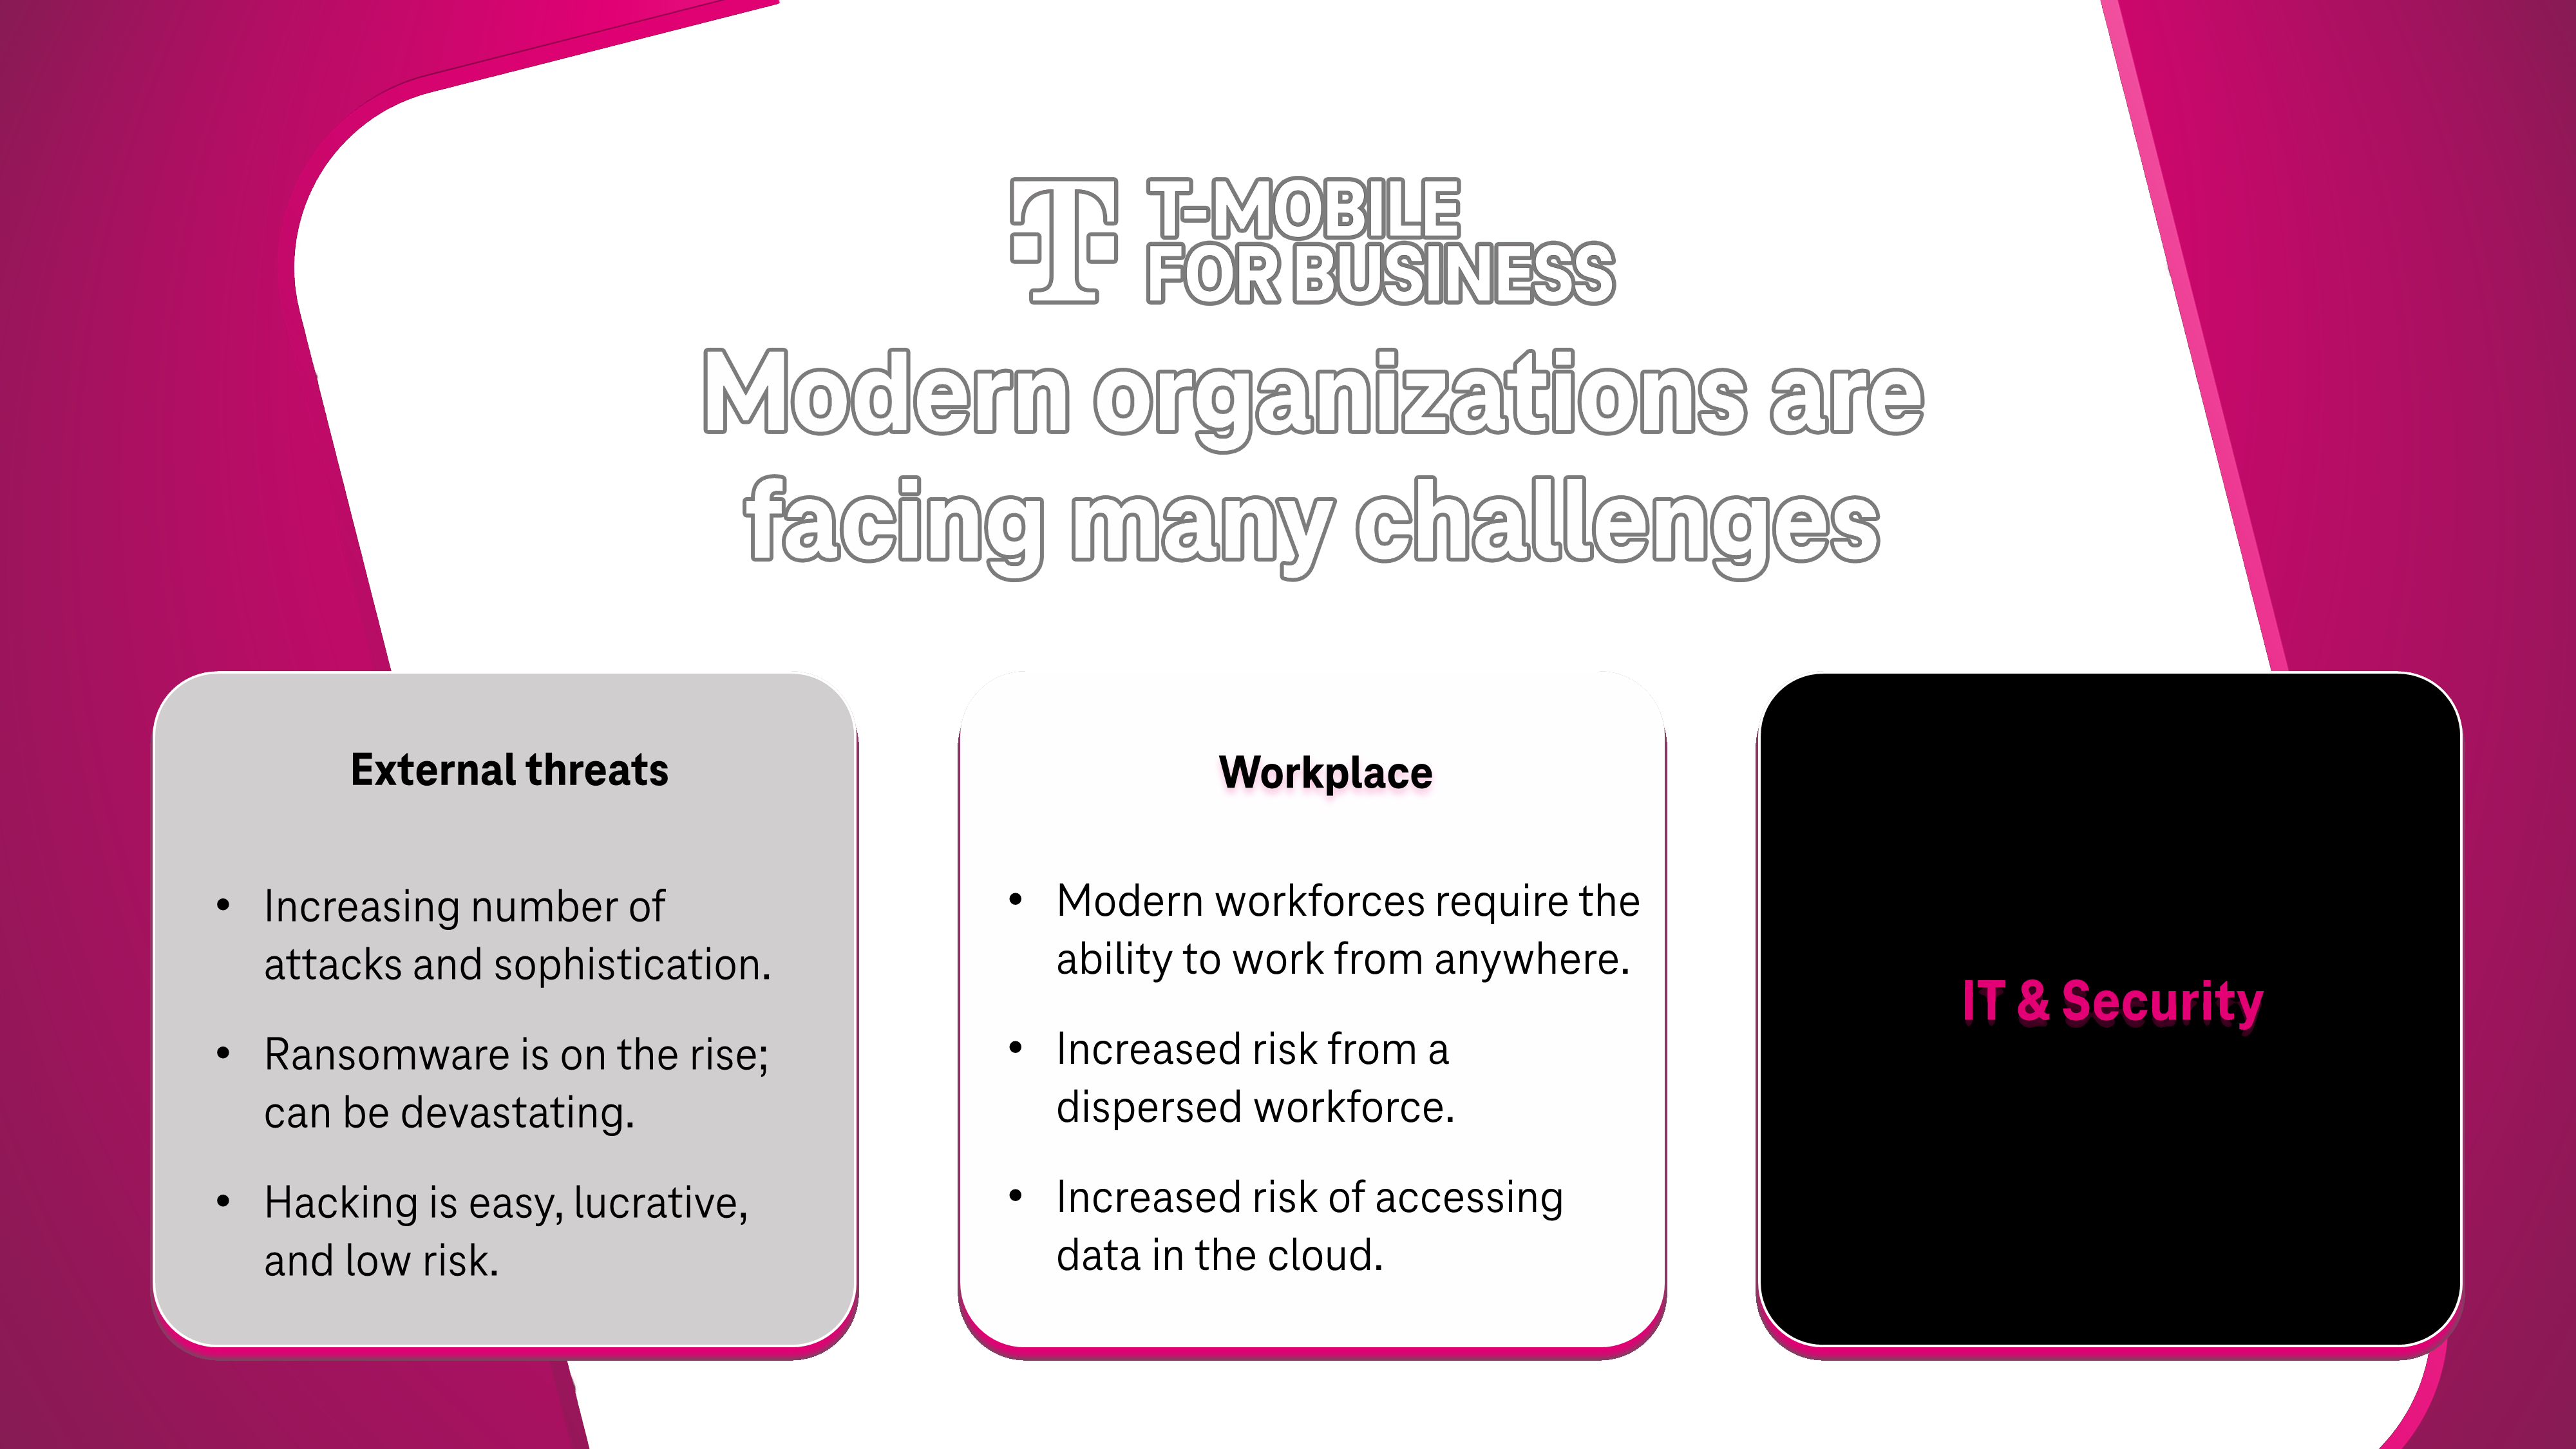 T-MOBILE
FOR BUSINESS
Modern organizations are
facing many challenges
External threats
• Increasing number of
attacks and sophistication.
• Ransomware is on the rise;
can be devastating.
• Hacking is easy, lucrative,
and low risk.
Workplace
• Modern workforces require the
ability to work from anywhere.
• Increased risk from a
dispersed workforce.
• Increased risk of accessing
data in the cloud.
IT & Security